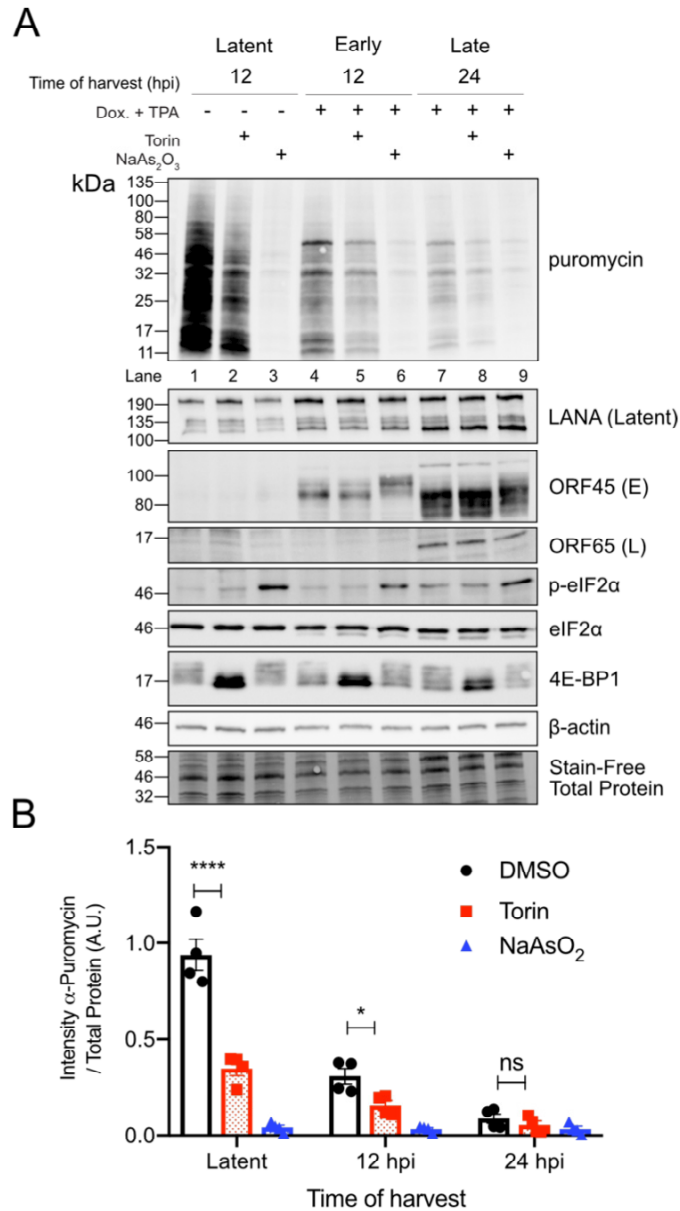 A
Latent Early Late
Time of harvest (hpi) 12 12 24
Dox. + TPA - - - + + + + + +
Torin + + +
NaAs₂O₃ + + +
kDa
135
100
80
58
46
32
25
17
11
puromycin
Lane 1 2 3 4 5 6 7 8 9
190
135
100
LANA (Latent)
100
80
ORF45 (E)
17
ORF65 (L)
46
p-eIF2α
46
eIF2α
17
4E-BP1
46
β-actin
58
46
32
Stain-Free
Total Protein
B
Intensity α-Puromycin
/ Total Protein (A.U.)
1.5
1.0
0.5
0.0
****
*
ns
DMSO
Torin
NaAsO₂
Latent 12 hpi 24 hpi
Time of harvest